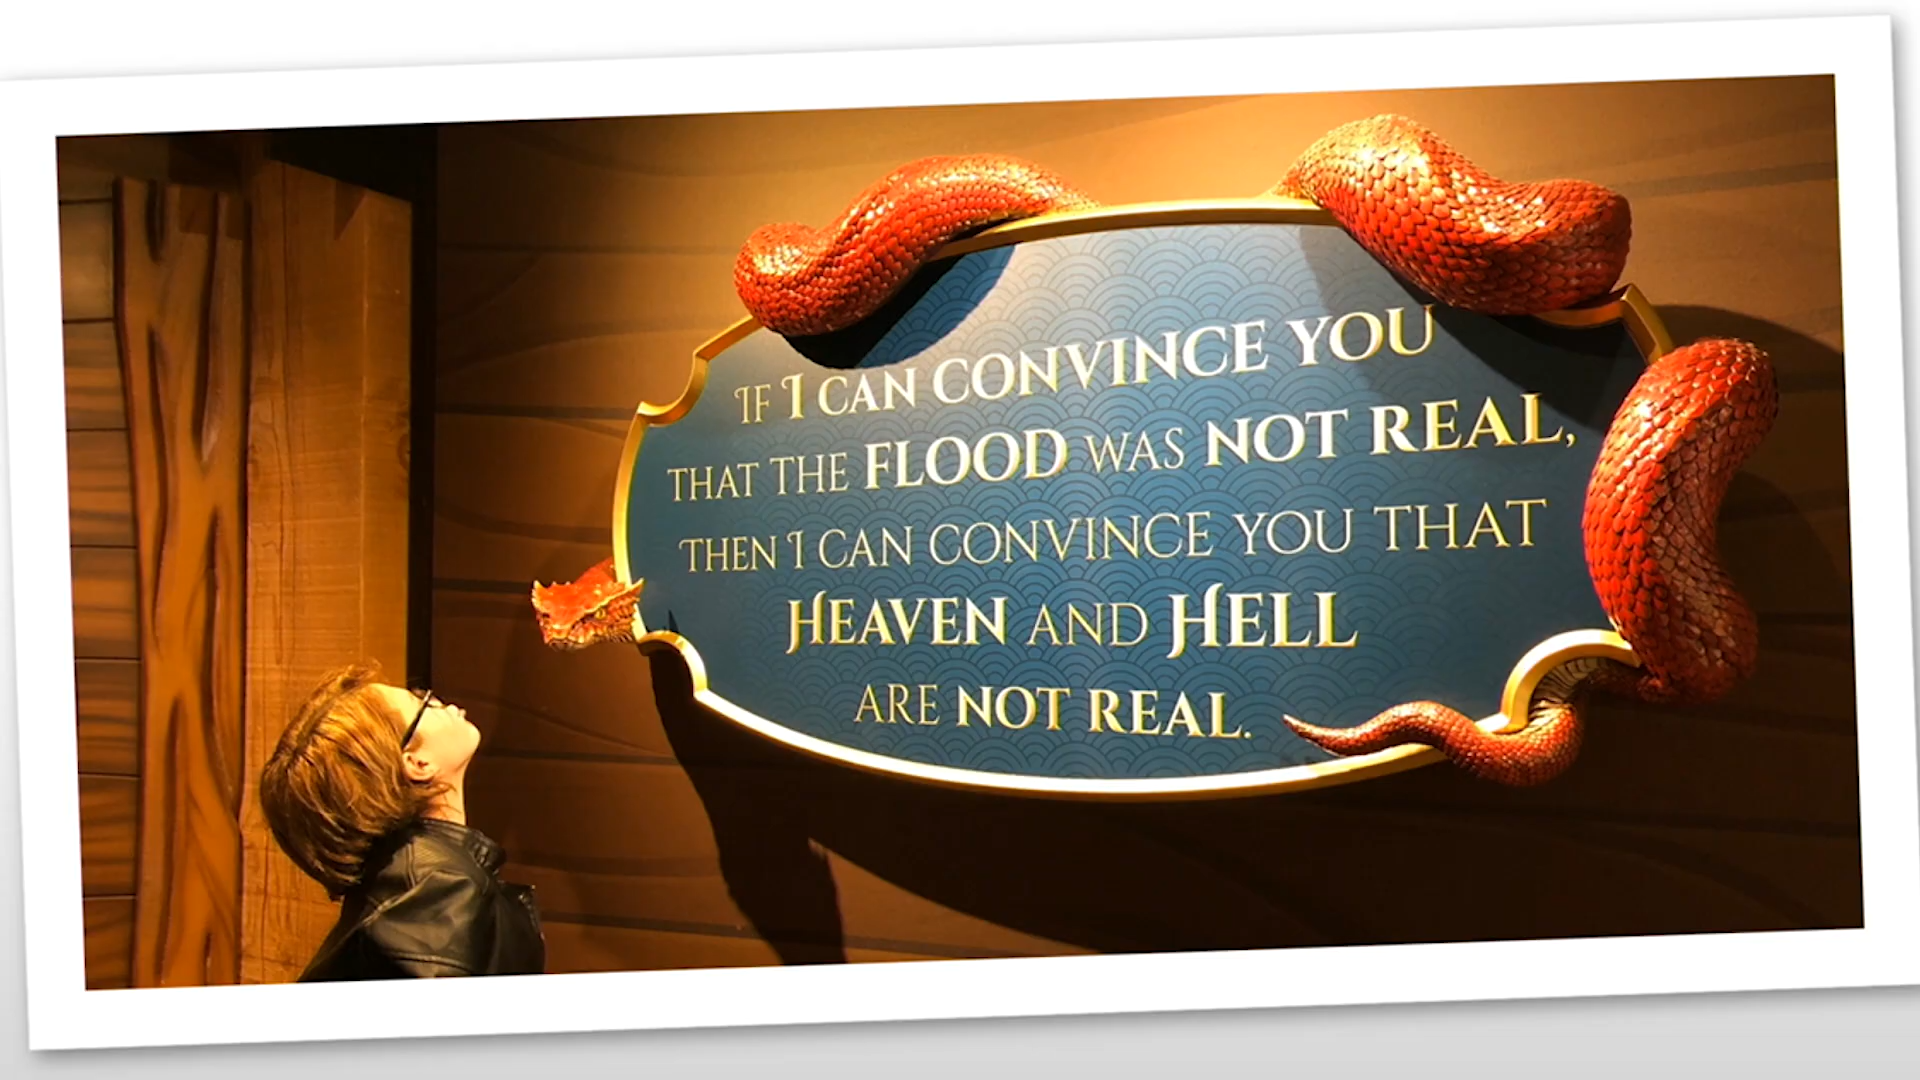 IF I CAN CONVINCE YOU
THAT THE FLOOD WAS NOT REAL,
THEN I CAN CONVINCE YOU THAT
HEAVEN AND HELL
ARE NOT REAL.